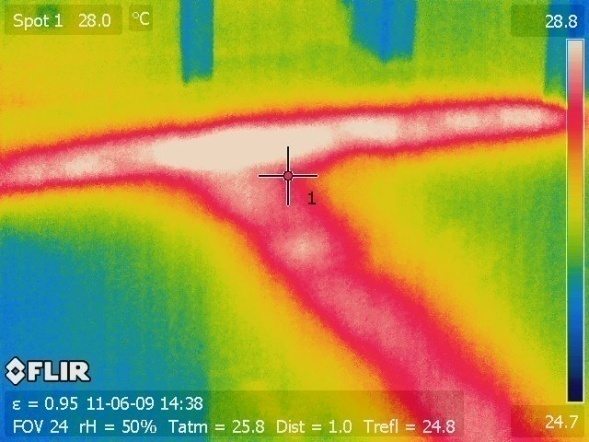 Spot 1 28.0 °C
28.8
1
FLIR
ε = 0.95 11-06-09 14:38
FOV 24 rH = 50% Tatm = 25.8 Dist = 1.0 Trefl = 24.8
24.7